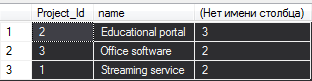 Project_Id name (Нет имени столбца)
1 2 Educational portal 3
2 3 Office software 2
3 1 Streaming service 2